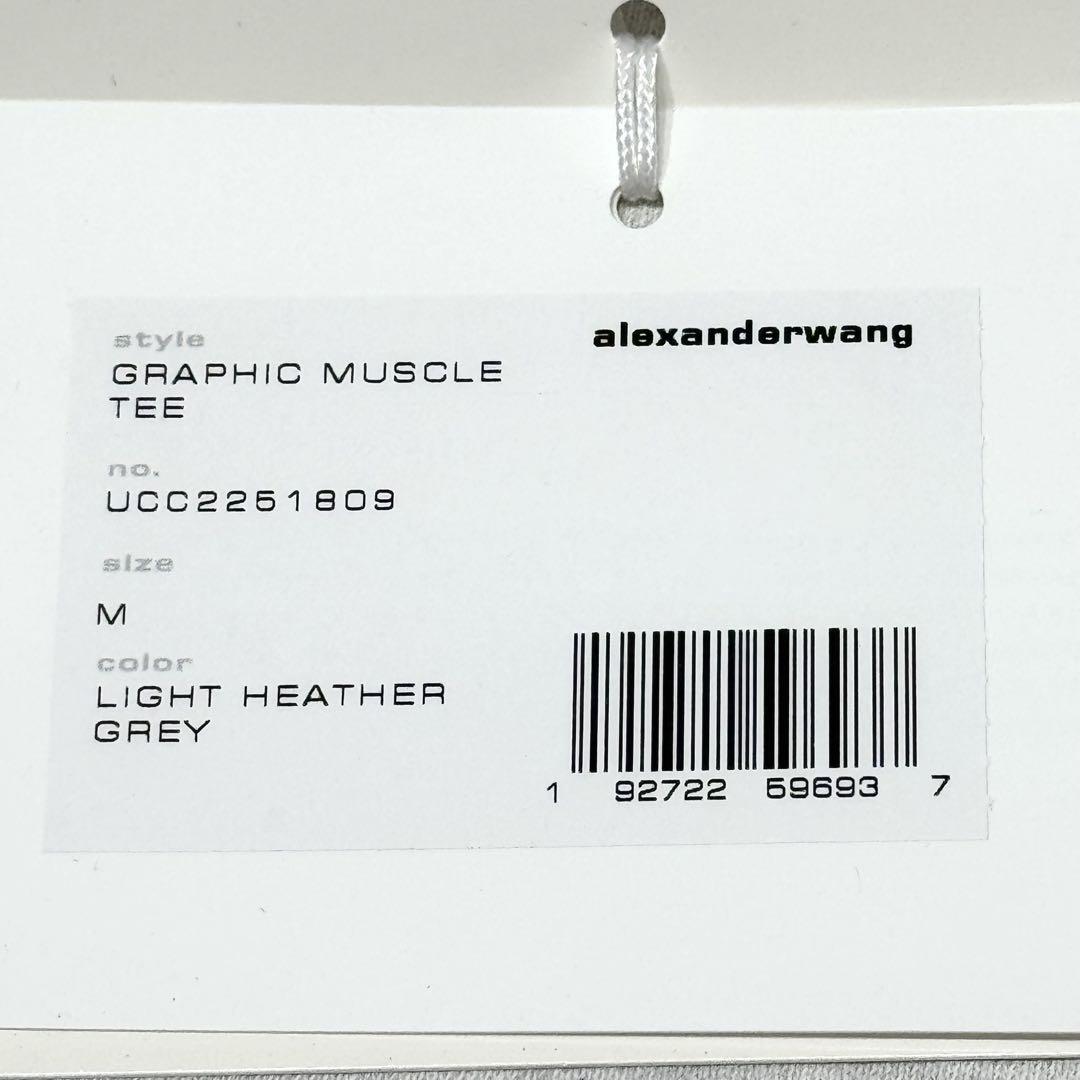 style
alexanderwang
GRAPHIC MUSCLE
TEE
no.
UCC2251809
size
M
color
LIGHT HEATHER
GREY
1 92722 59693 7